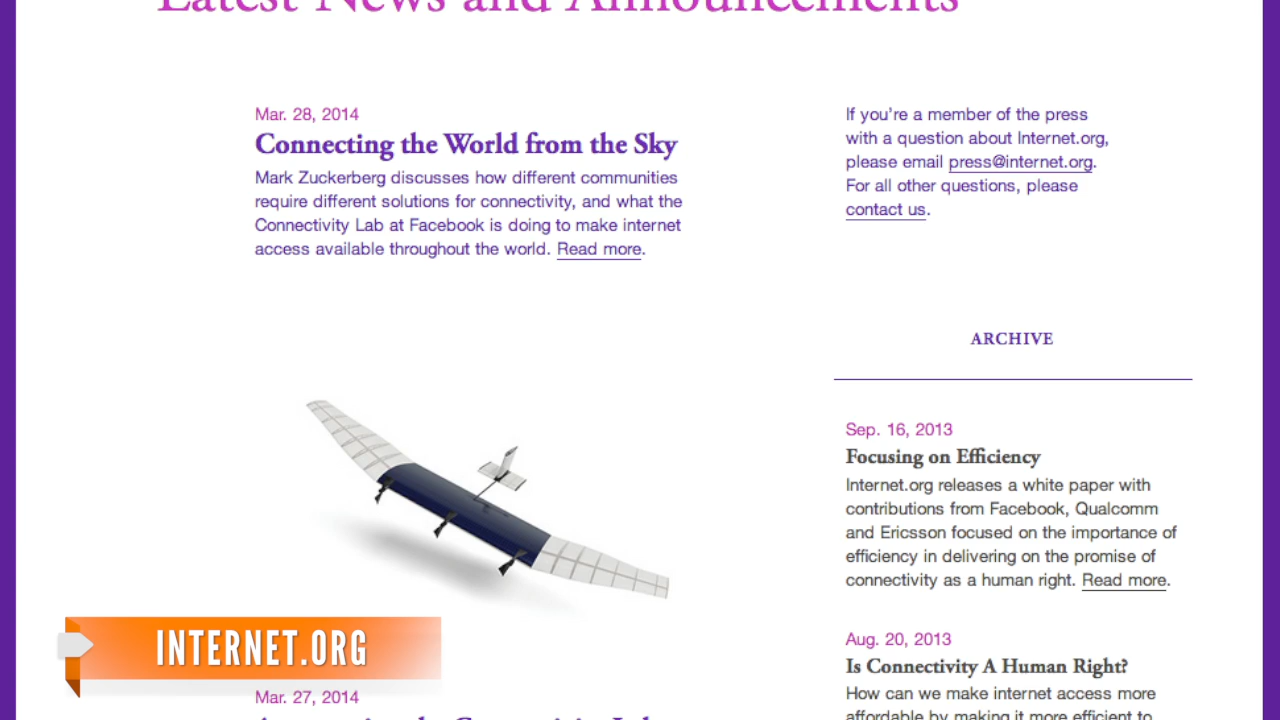 Latest News and Announcements
Mar. 28, 2014
Connecting the World from the Sky
Mark Zuckerberg discusses how different communities
require different solutions for connectivity, and what the
Connectivity Lab at Facebook is doing to make internet
access available throughout the world. Read more.
If you're a member of the press
with a question about Internet.org,
please email press@internet.org.
For all other questions, please
contact us.
ARCHIVE
Sep. 16, 2013
Focusing on Efficiency
Internet.org releases a white paper with
contributions from Facebook, Qualcomm
and Ericsson focused on the importance of
efficiency in delivering on the promise of
connectivity as a human right. Read more.
Aug. 20, 2013
Is Connectivity A Human Right?
How can we make internet access more
affordable by making it more efficient to
INTERNET.ORG
Mar. 27, 2014